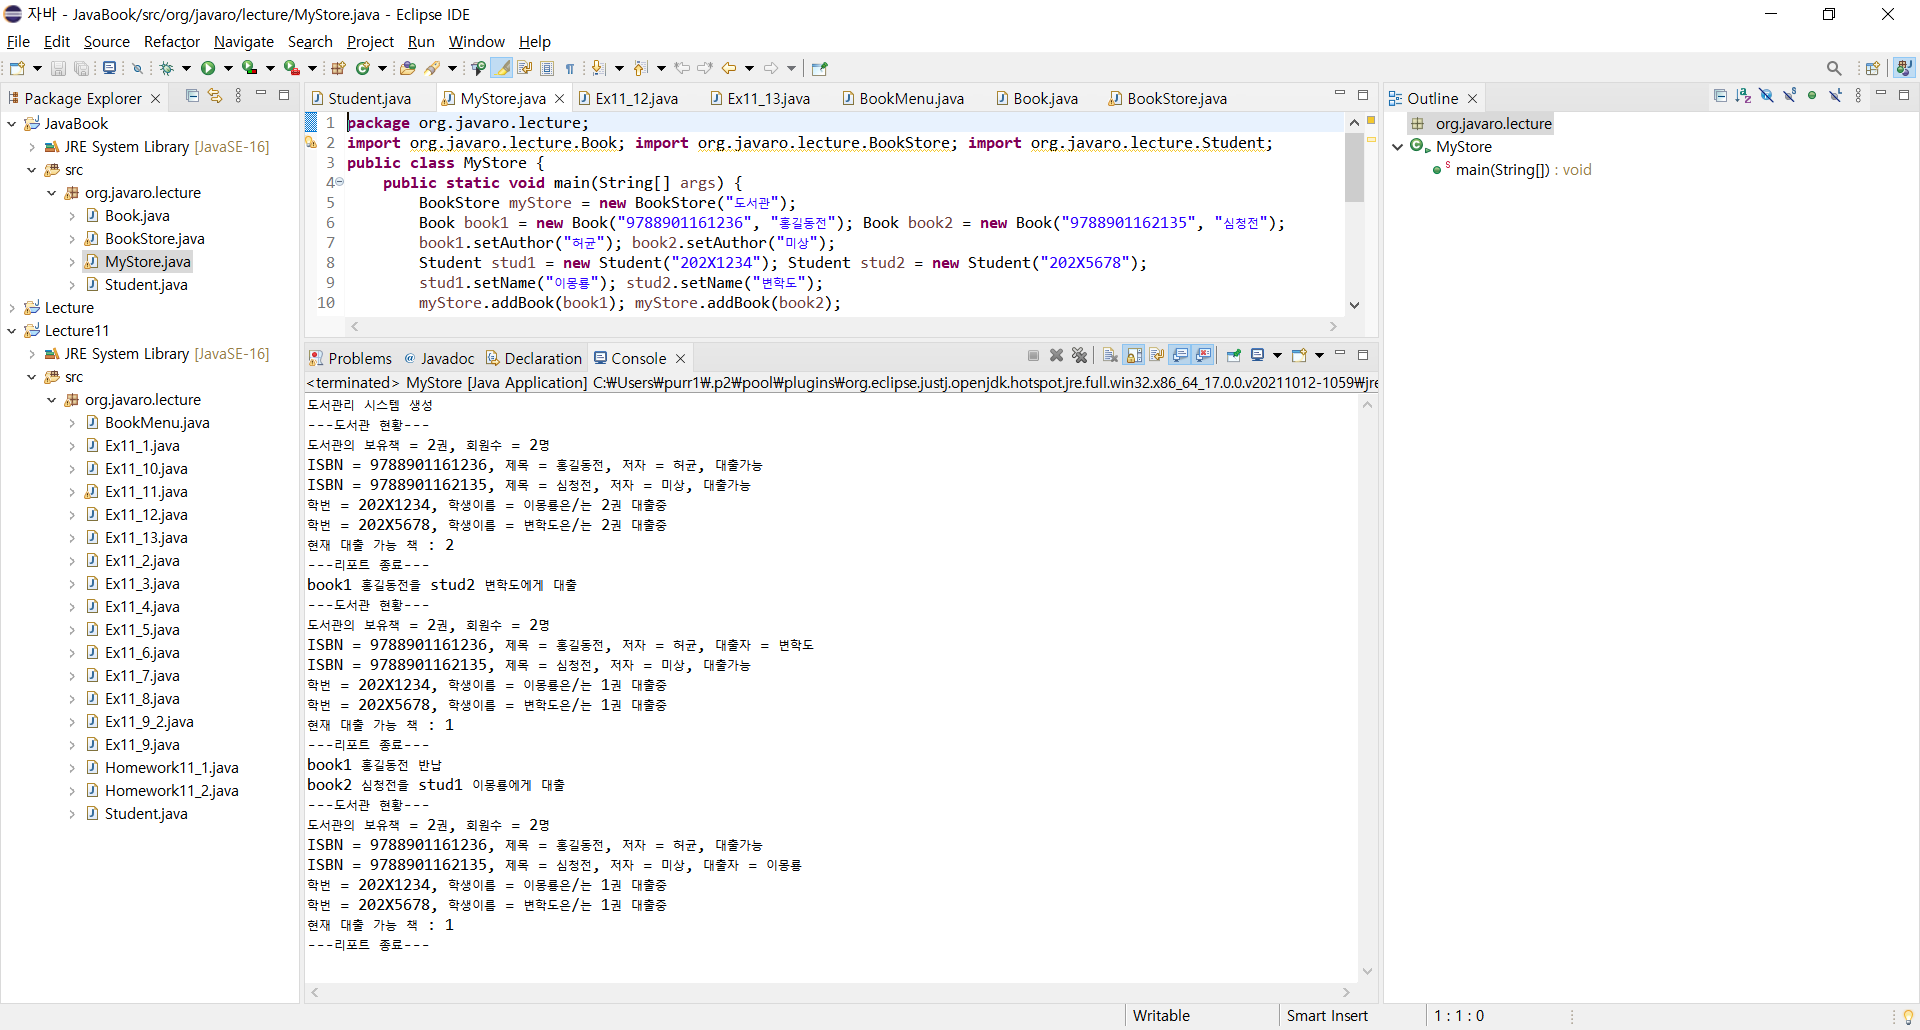 자바 - JavaBook/src/org/javaro/lecture/MyStore.java - Eclipse IDE
File Edit Source Refactor Navigate Search Project Run Window Help
Package Explorer
JavaBook
JRE System Library [JavaSE-16]
src
org.javaro.lecture
Book.java
BookStore.java
MyStore.java
Student.java
Lecture
Lecture11
JRE System Library [JavaSE-16]
src
org.javaro.lecture
BookMenu.java
Ex11_1.java
Ex11_10.java
Ex11_11.java
Ex11_12.java
Ex11_13.java
Ex11_2.java
Ex11_3.java
Ex11_4.java
Ex11_5.java
Ex11_6.java
Ex11_7.java
Ex11_8.java
Ex11_9_2.java
Ex11_9.java
Homework11_1.java
Homework11_2.java
Student.java
Student.java MyStore.java Ex11_12.java Ex11_13.java BookMenu.java Book.java BookStore.java
1 package org.javaro.lecture;
2 import org.javaro.lecture.Book; import org.javaro.lecture.BookStore; import org.javaro.lecture.Student;
3 public class MyStore {
4 public static void main(String[] args) {
5 BookStore myStore = new BookStore("도서관");
6 Book book1 = new Book("9788901161236", "홍길동전"); Book book2 = new Book("9788901162135", "심청전");
7 book1.setAuthor("허균"); book2.setAuthor("미상");
8 Student stud1 = new Student("202X1234"); Student stud2 = new Student("202X5678");
9 stud1.setName("이몽룡"); stud2.setName("변학도");
10 myStore.addBook(book1); myStore.addBook(book2);
Problems Javadoc Declaration Console
<terminated> MyStore [Java Application] C:₩Users₩purr1₩.p2₩pool₩plugins₩org.eclipse.justj.openjdk.hotspot.jre.full.win32.x86_64_17.0.0.v20211012-1059₩jre
도서관리 시스템 생성
---도서관 현황---
도서관의 보유책 = 2권, 회원수 = 2명
ISBN = 9788901161236, 제목 = 홍길동전, 저자 = 허균, 대출가능
ISBN = 9788901162135, 제목 = 심청전, 저자 = 미상, 대출가능
학번 = 202X1234, 학생이름 = 이몽룡은/는 2권 대출중
학번 = 202X5678, 학생이름 = 변학도은/는 2권 대출중
현재 대출 가능 책 : 2
---리포트 종료---
book1 홍길동전을 stud2 변학도에게 대출
---도서관 현황---
도서관의 보유책 = 2권, 회원수 = 2명
ISBN = 9788901161236, 제목 = 홍길동전, 저자 = 허균, 대출자 = 변학도
ISBN = 9788901162135, 제목 = 심청전, 저자 = 미상, 대출가능
학번 = 202X1234, 학생이름 = 이몽룡은/는 1권 대출중
학번 = 202X5678, 학생이름 = 변학도은/는 1권 대출중
현재 대출 가능 책 : 1
---리포트 종료---
book1 홍길동전 반납
book2 심청전을 stud1 이몽룡에게 대출
---도서관 현황---
도서관의 보유책 = 2권, 회원수 = 2명
ISBN = 9788901161236, 제목 = 홍길동전, 저자 = 허균, 대출가능
ISBN = 9788901162135, 제목 = 심청전, 저자 = 미상, 대출자 = 이몽룡
학번 = 202X1234, 학생이름 = 이몽룡은/는 1권 대출중
학번 = 202X5678, 학생이름 = 변학도은/는 1권 대출중
현재 대출 가능 책 : 1
---리포트 종료---
Outline
org.javaro.lecture
MyStore
main(String[]) : void
Writable Smart Insert 1 : 1 : 0